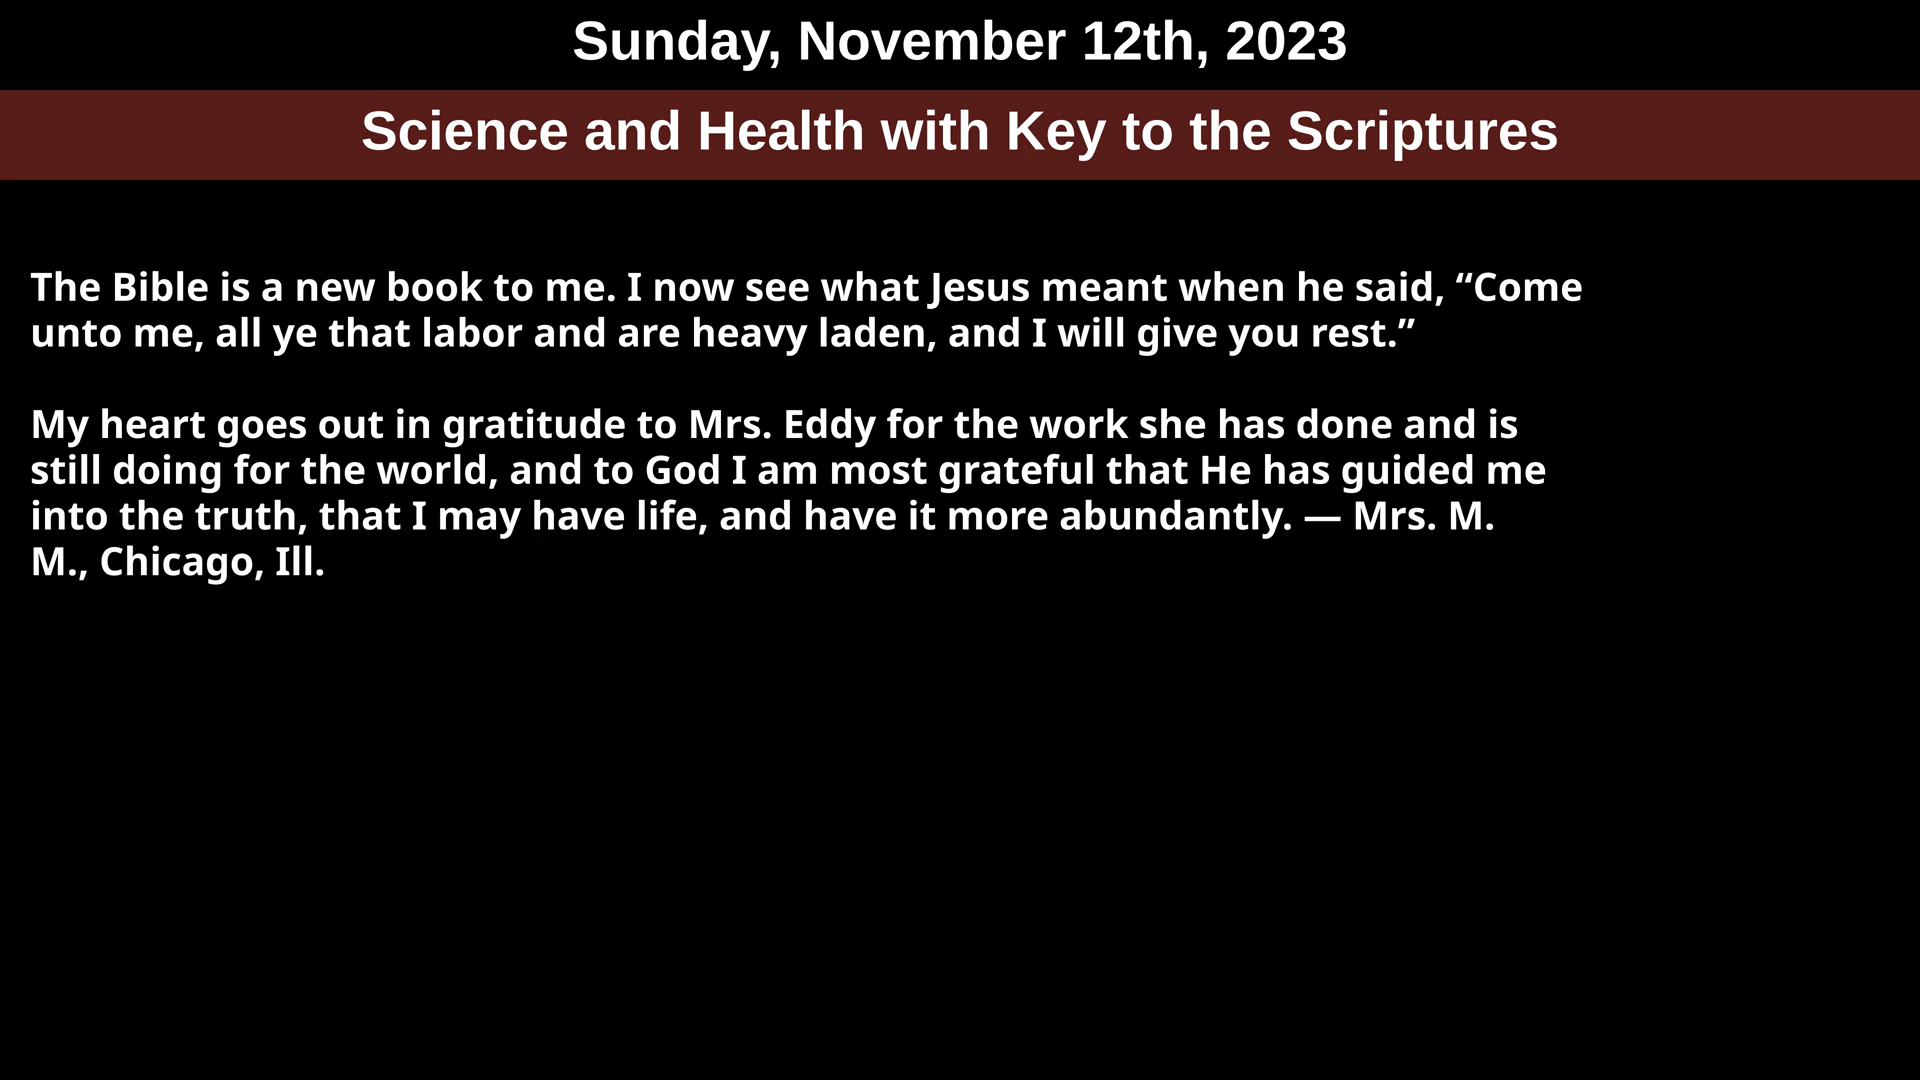 Sunday, November 12th, 2023
Science and Health with Key to the Scriptures
The Bible is a new book to me. I now see what Jesus meant when he said, “Come
unto me, all ye that labor and are heavy laden, and I will give you rest.”
My heart goes out in gratitude to Mrs. Eddy for the work she has done and is
still doing for the world, and to God I am most grateful that He has guided me
into the truth, that I may have life, and have it more abundantly. — Mrs. M.
M., Chicago, Ill.